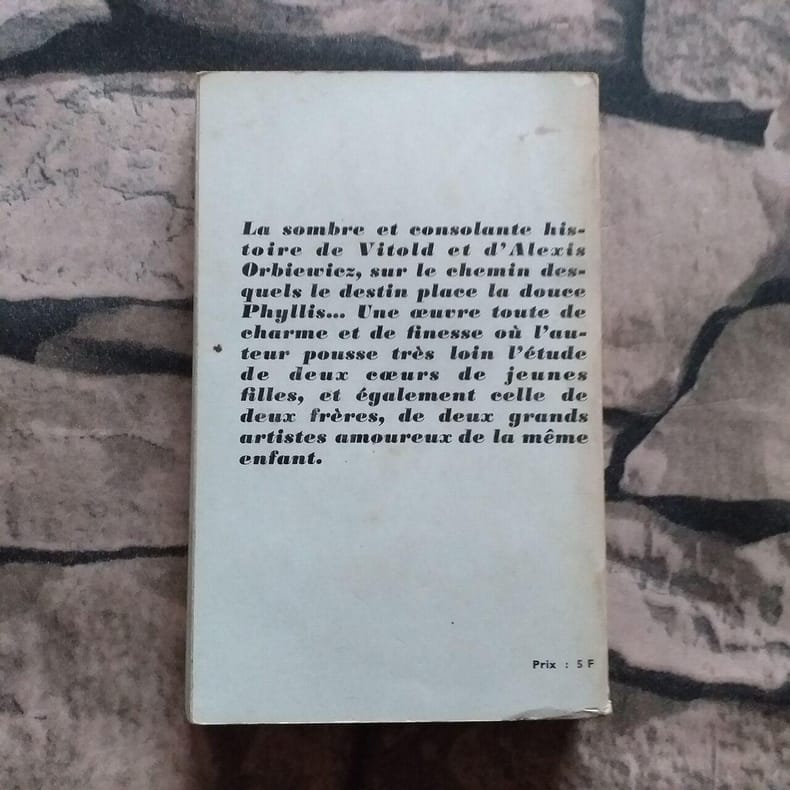 La sombre et consolante his-
toire de Vitold et d'Alexis
Orbiewicz, sur le chemin des-
quels le destin place la douce
Phyllis... Une œuvre toute de
charme et de finesse où l'au-
teur pousse très loin l'étude
de deux cœurs de jeunes
filles, et également celle de
deux frères, de deux grands
artistes amoureux de la même
enfant.
Prix : 5 F